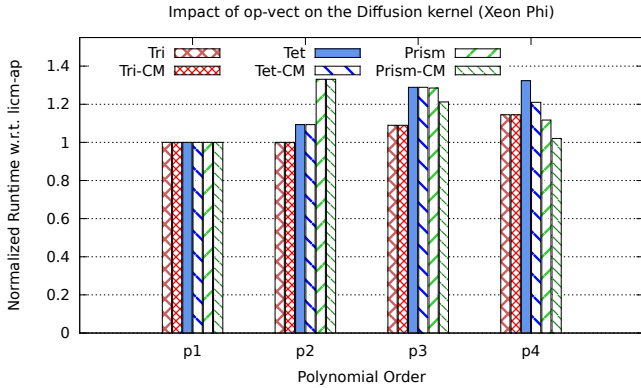 Impact of op-vect on the Diffusion kernel (Xeon Phi)
Tri Tet Prism
Tri-CM Tet-CM Prism-CM
Normalized Runtime w.r.t. licm-ap
1.4
1.2
1
0.8
0.6
0.4
0.2
0
p1 p2 p3 p4
Polynomial Order